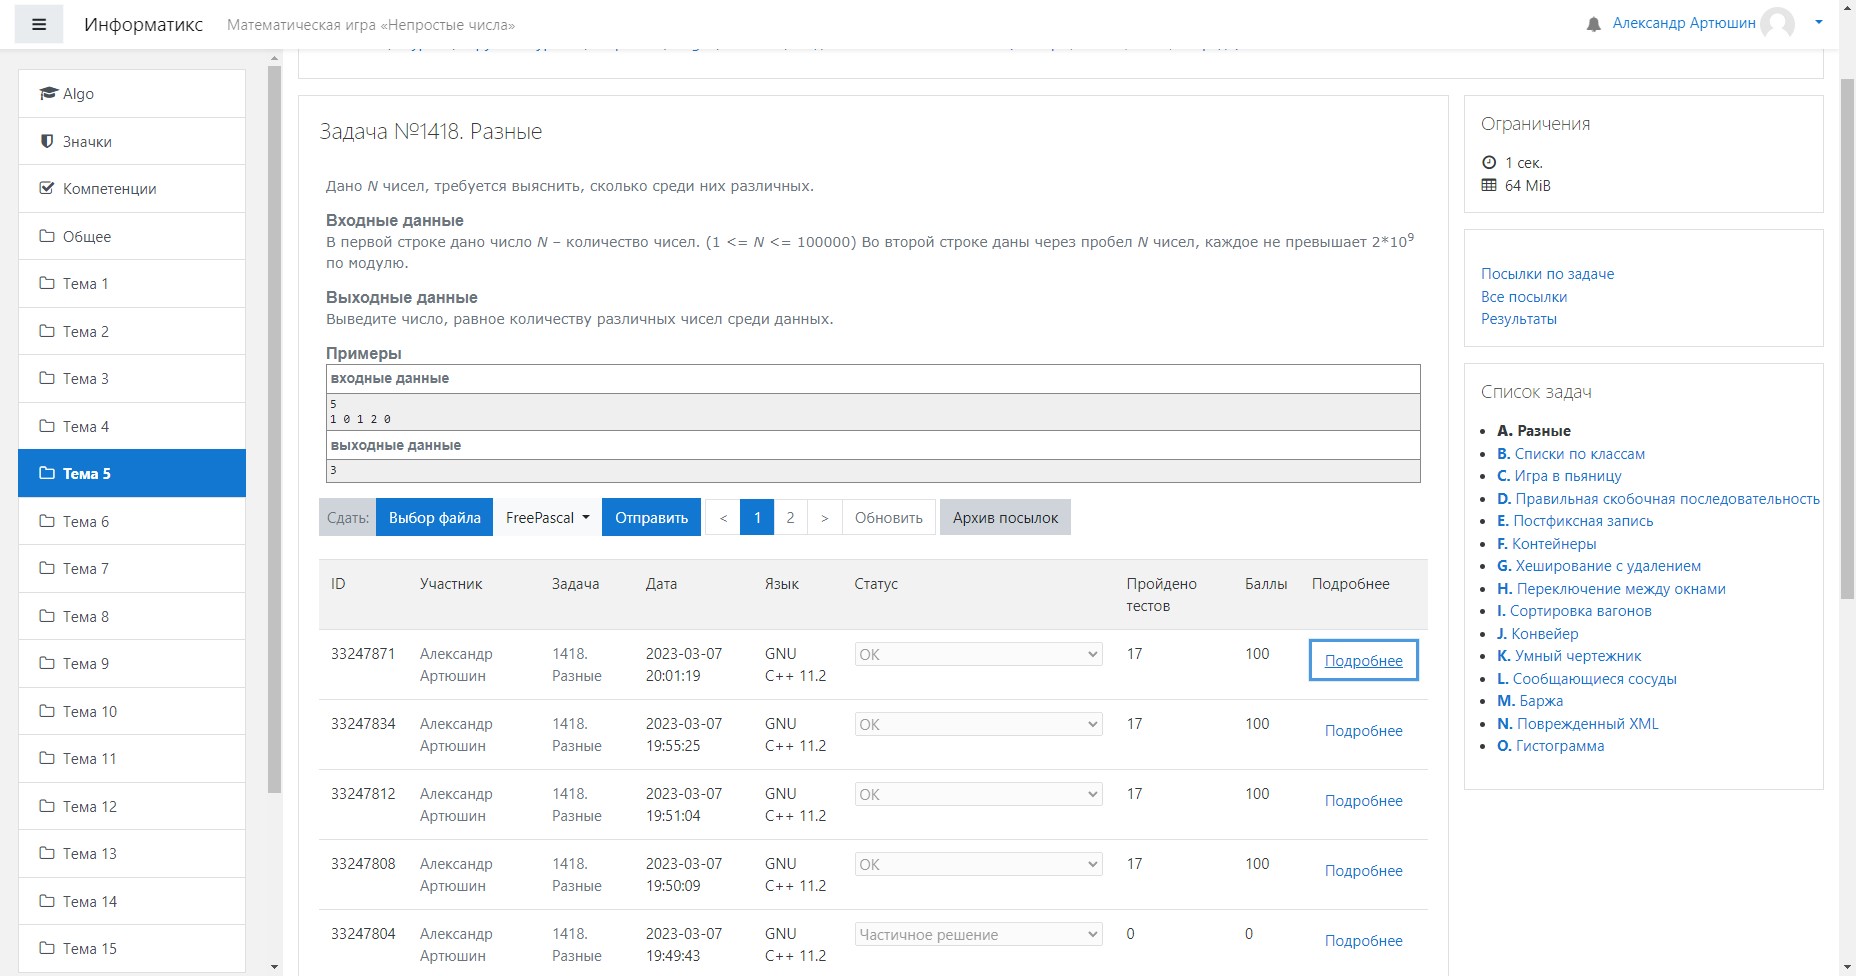 Информатикс
Математическая игра «Непростые числа»
Александр Артюшин
Algo
Значки
Компетенции
Общее
Тема 1
Тема 2
Тема 3
Тема 4
Тема 5
Тема 6
Тема 7
Тема 8
Тема 9
Тема 10
Тема 11
Тема 12
Тема 13
Тема 14
Тема 15
Задача №1418. Разные
Дано N чисел, требуется выяснить, сколько среди них различных.
Входные данные
В первой строке дано число N – количество чисел. (1 <= N <= 100000) Во второй строке даны через пробел N чисел, каждое не превышает 2*10⁹
по модулю.
Выходные данные
Выведите число, равное количеству различных чисел среди данных.
Примеры
входные данные
5
1 0 1 2 0
выходные данные
3
Сдать: Выбор файла FreePascal Отправить < 1 2 > Обновить Архив посылок
ID Участник Задача Дата Язык Статус Пройдено тестов Баллы Подробнее
33247871 Александр Артюшин 1418. Разные 2023-03-07 20:01:19 GNU C++ 11.2 OK 17 100 Подробнее
33247834 Александр Артюшин 1418. Разные 2023-03-07 19:55:25 GNU C++ 11.2 OK 17 100 Подробнее
33247812 Александр Артюшин 1418. Разные 2023-03-07 19:51:04 GNU C++ 11.2 OK 17 100 Подробнее
33247808 Александр Артюшин 1418. Разные 2023-03-07 19:50:09 GNU C++ 11.2 OK 17 100 Подробнее
33247804 Александр Артюшин 1418. Разные 2023-03-07 19:49:43 GNU C++ 11.2 Частичное решение 0 0 Подробнее
Ограничения
1 сек.
64 MiB
Посылки по задаче
Все посылки
Результаты
Список задач
A. Разные
B. Списки по классам
C. Игра в пьяницу
D. Правильная скобочная последовательность
E. Постфиксная запись
F. Контейнеры
G. Хеширование с удалением
H. Переключение между окнами
I. Сортировка вагонов
J. Конвейер
K. Умный чертежник
L. Сообщающиеся сосуды
M. Баржа
N. Поврежденный XML
O. Гистограмма